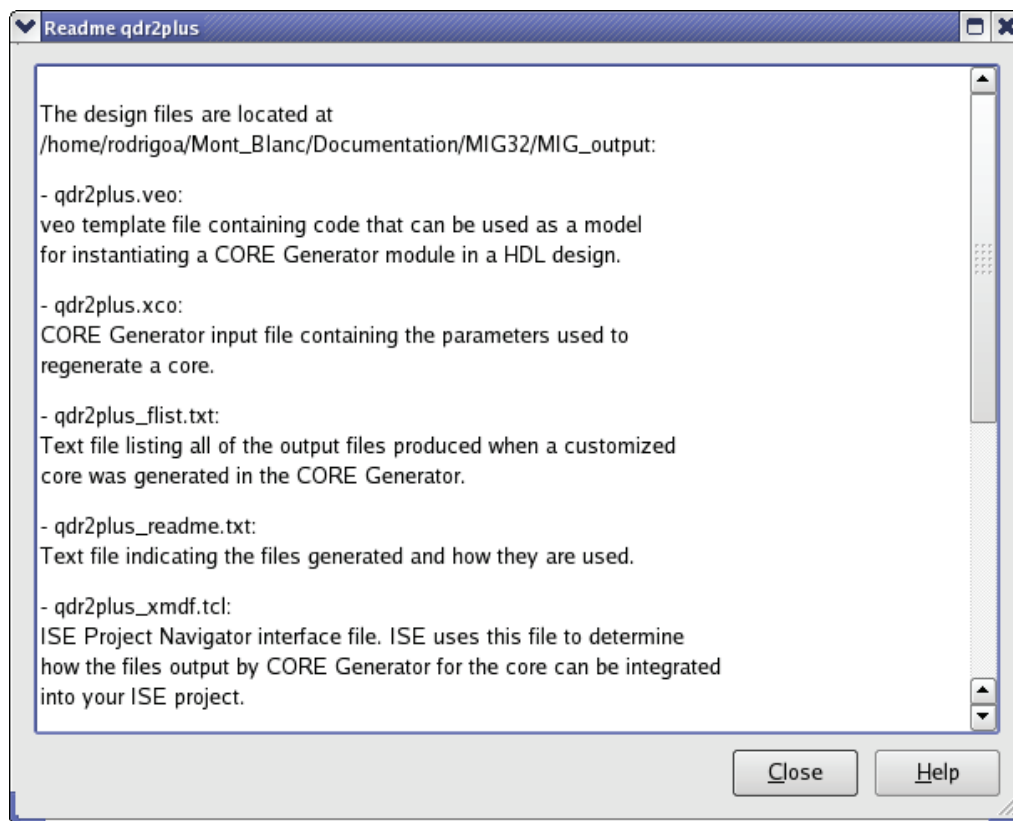 Readme qdr2plus
The design files are located at
/home/rodrigoa/Mont_Blanc/Documentation/MIG32/MIG_output:
- qdr2plus.veo:
veo template file containing code that can be used as a model
for instantiating a CORE Generator module in a HDL design.
- qdr2plus.xco:
CORE Generator input file containing the parameters used to
regenerate a core.
- qdr2plus_flist.txt:
Text file listing all of the output files produced when a customized
core was generated in the CORE Generator.
- qdr2plus_readme.txt:
Text file indicating the files generated and how they are used.
- qdr2plus_xmdf.tcl:
ISE Project Navigator interface file. ISE uses this file to determine
how the files output by CORE Generator for the core can be integrated
into your ISE project.
Close
Help